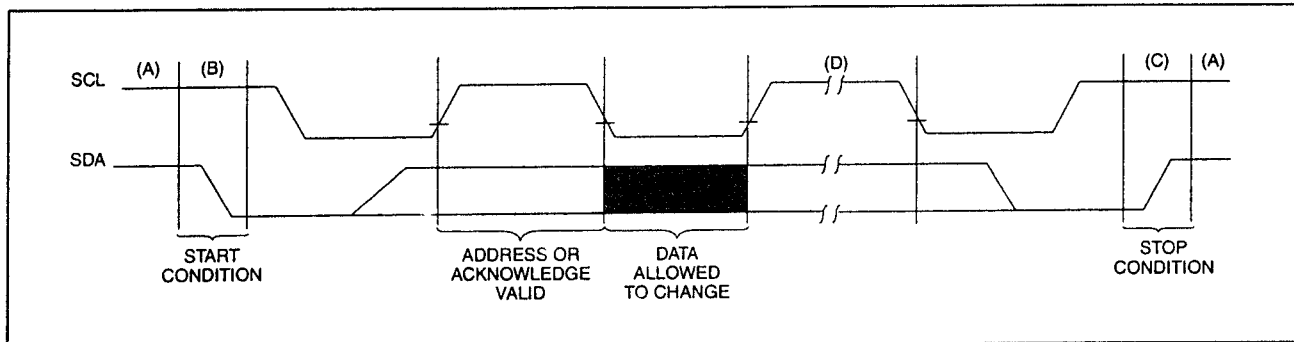 (A) (B) (D) (C) (A)
SCL
SDA
START
CONDITION
ADDRESS OR
ACKNOWLEDGE
VALID
DATA
ALLOWED
TO CHANGE
STOP
CONDITION